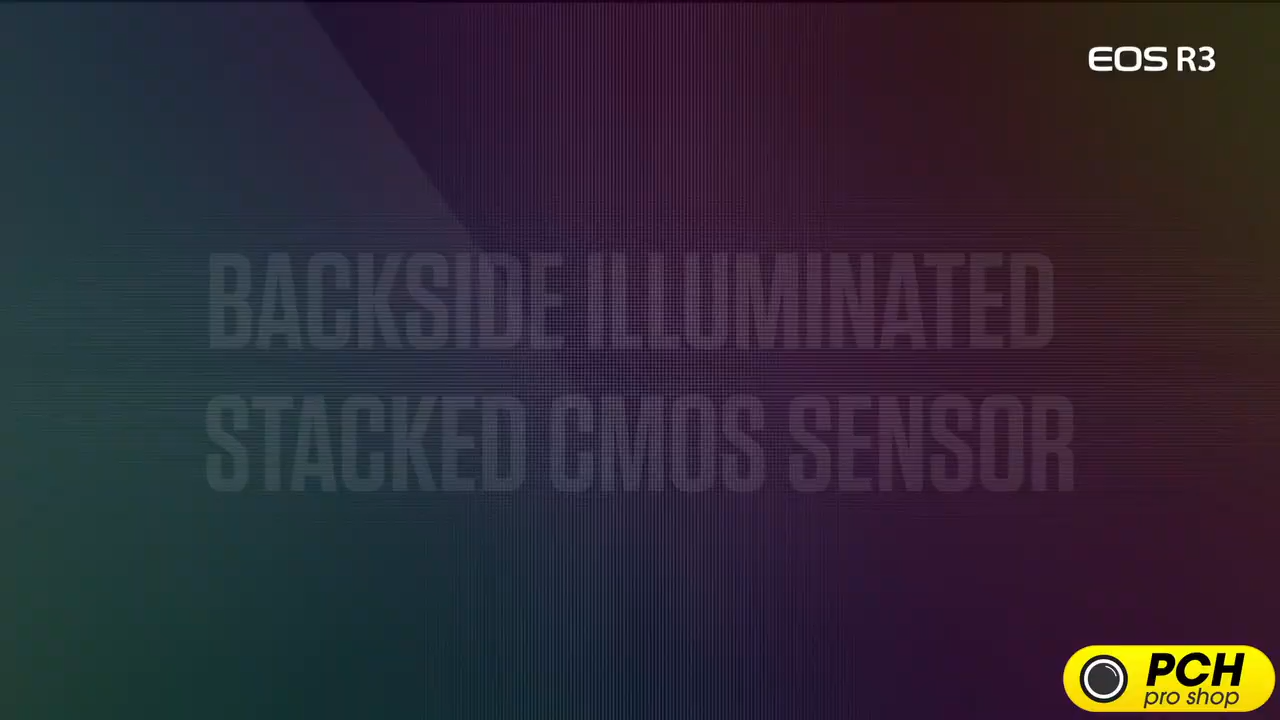 EOS R3
BACKSIDE ILLUMINATED
STACKED CMOS SENSOR
PCH
pro shop